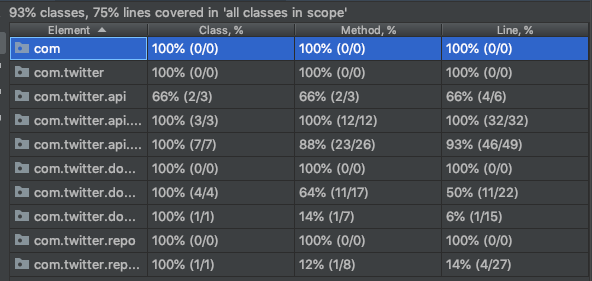 93% classes, 75% lines covered in 'all classes in scope'
Element Class, % Method, % Line, %
com 100% (0/0) 100% (0/0) 100% (0/0)
com.twitter 100% (0/0) 100% (0/0) 100% (0/0)
com.twitter.api 66% (2/3) 66% (2/3) 66% (4/6)
com.twitter.api.... 100% (3/3) 100% (12/12) 100% (32/32)
com.twitter.api.... 100% (7/7) 88% (23/26) 93% (46/49)
com.twitter.do... 100% (0/0) 100% (0/0) 100% (0/0)
com.twitter.do... 100% (4/4) 64% (11/17) 50% (11/22)
com.twitter.do... 100% (1/1) 14% (1/7) 6% (1/15)
com.twitter.repo 100% (0/0) 100% (0/0) 100% (0/0)
com.twitter.rep... 100% (1/1) 12% (1/8) 14% (4/27)